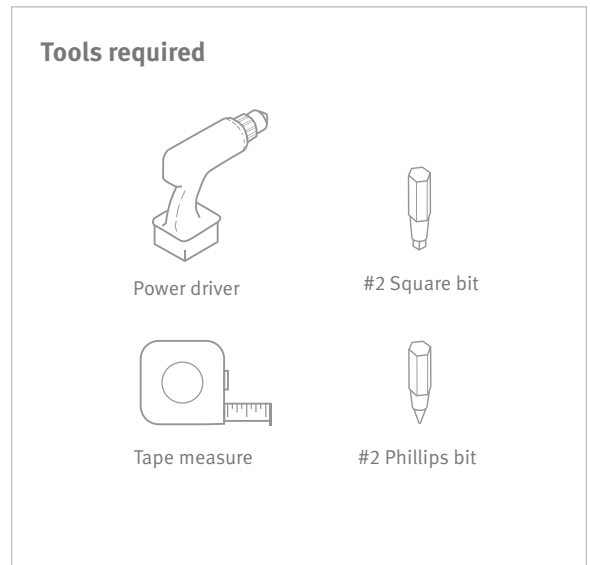 Tools required
Power driver
#2 Square bit
Tape measure
#2 Phillips bit